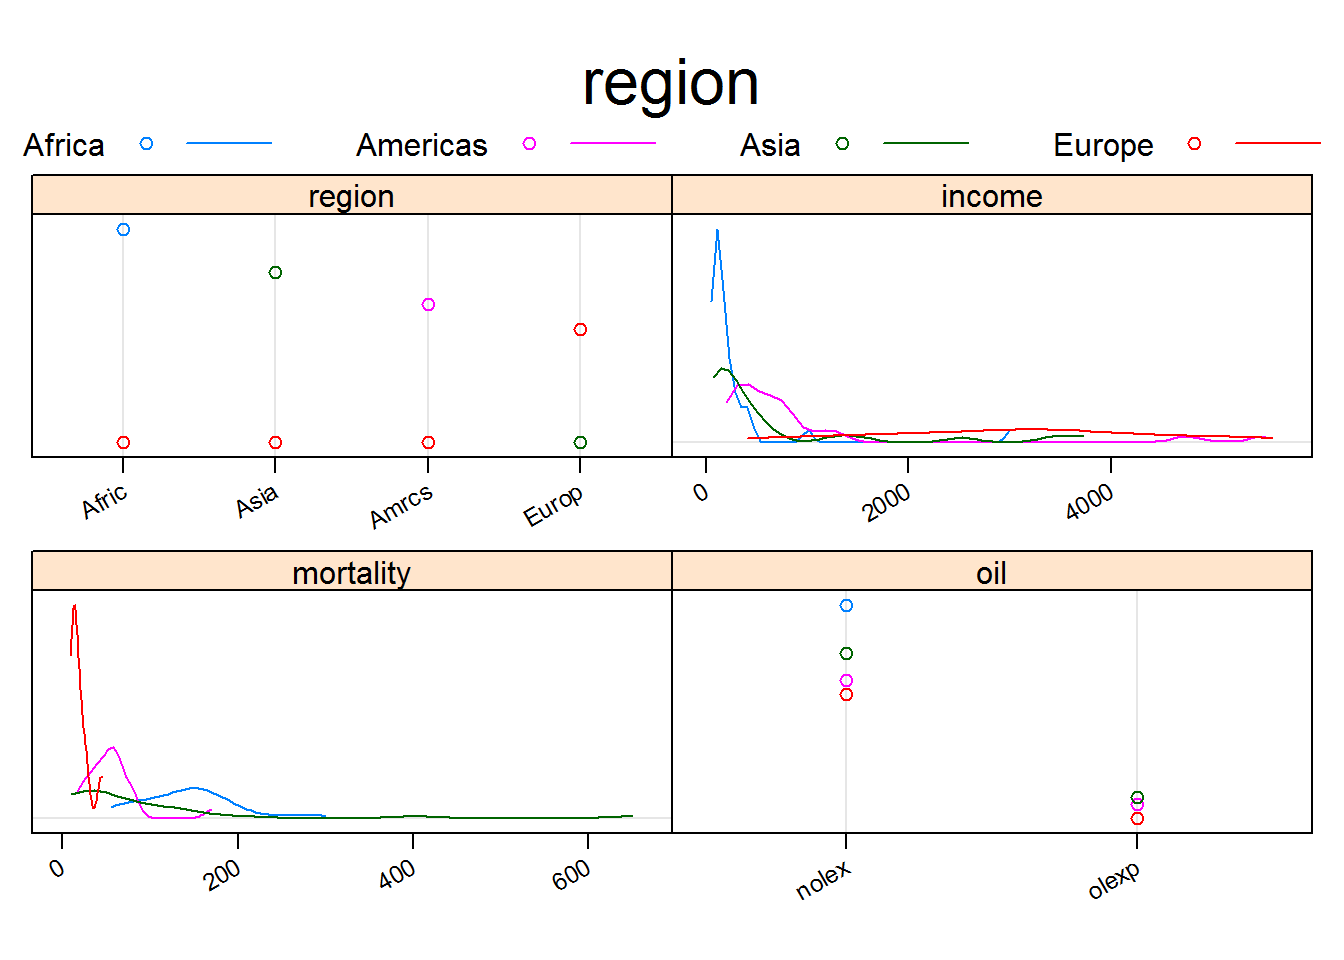 region
Africa Americas Asia Europe
region income
Afric Asia Amrcs Europ 0 2000 4000
mortality oil
0 200 400 600 nolex olexp